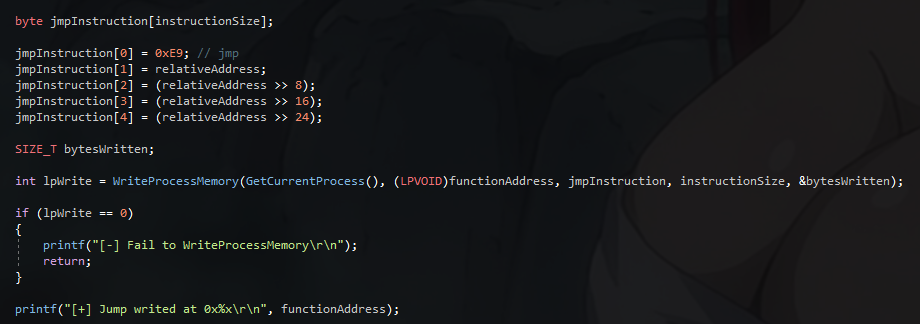 byte jmpInstruction[instructionSize];
jmpInstruction[0] = 0xE9; // jmp
jmpInstruction[1] = relativeAddress;
jmpInstruction[2] = (relativeAddress >> 8);
jmpInstruction[3] = (relativeAddress >> 16);
jmpInstruction[4] = (relativeAddress >> 24);
SIZE_T bytesWritten;
int lpWrite = WriteProcessMemory(GetCurrentProcess(), (LPVOID)functionAddress, jmpInstruction, instructionSize, &bytesWritten);
if (lpWrite == 0)
{
    printf("[-] Fail to WriteProcessMemory\r\n");
    return;
}
printf("[+] Jump writed at 0x%x\r\n", functionAddress);